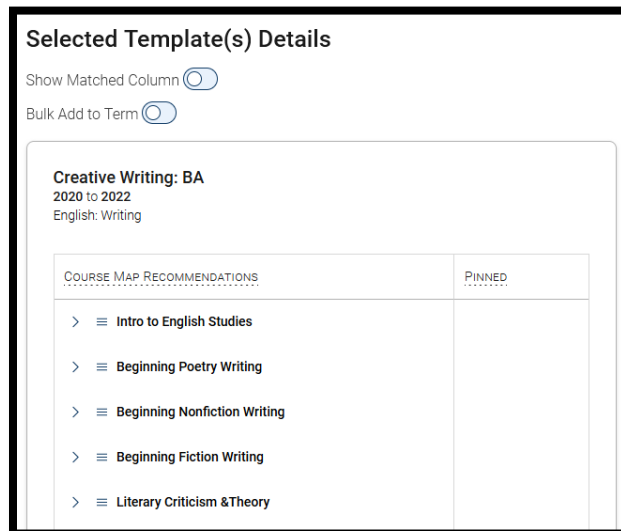 Selected Template(s) Details
Show Matched Column
Bulk Add to Term
Creative Writing: BA
2020 to 2022
English: Writing
Course Map Recommendations
Pinned
Intro to English Studies
Beginning Poetry Writing
Beginning Nonfiction Writing
Beginning Fiction Writing
Literary Criticism &Theory